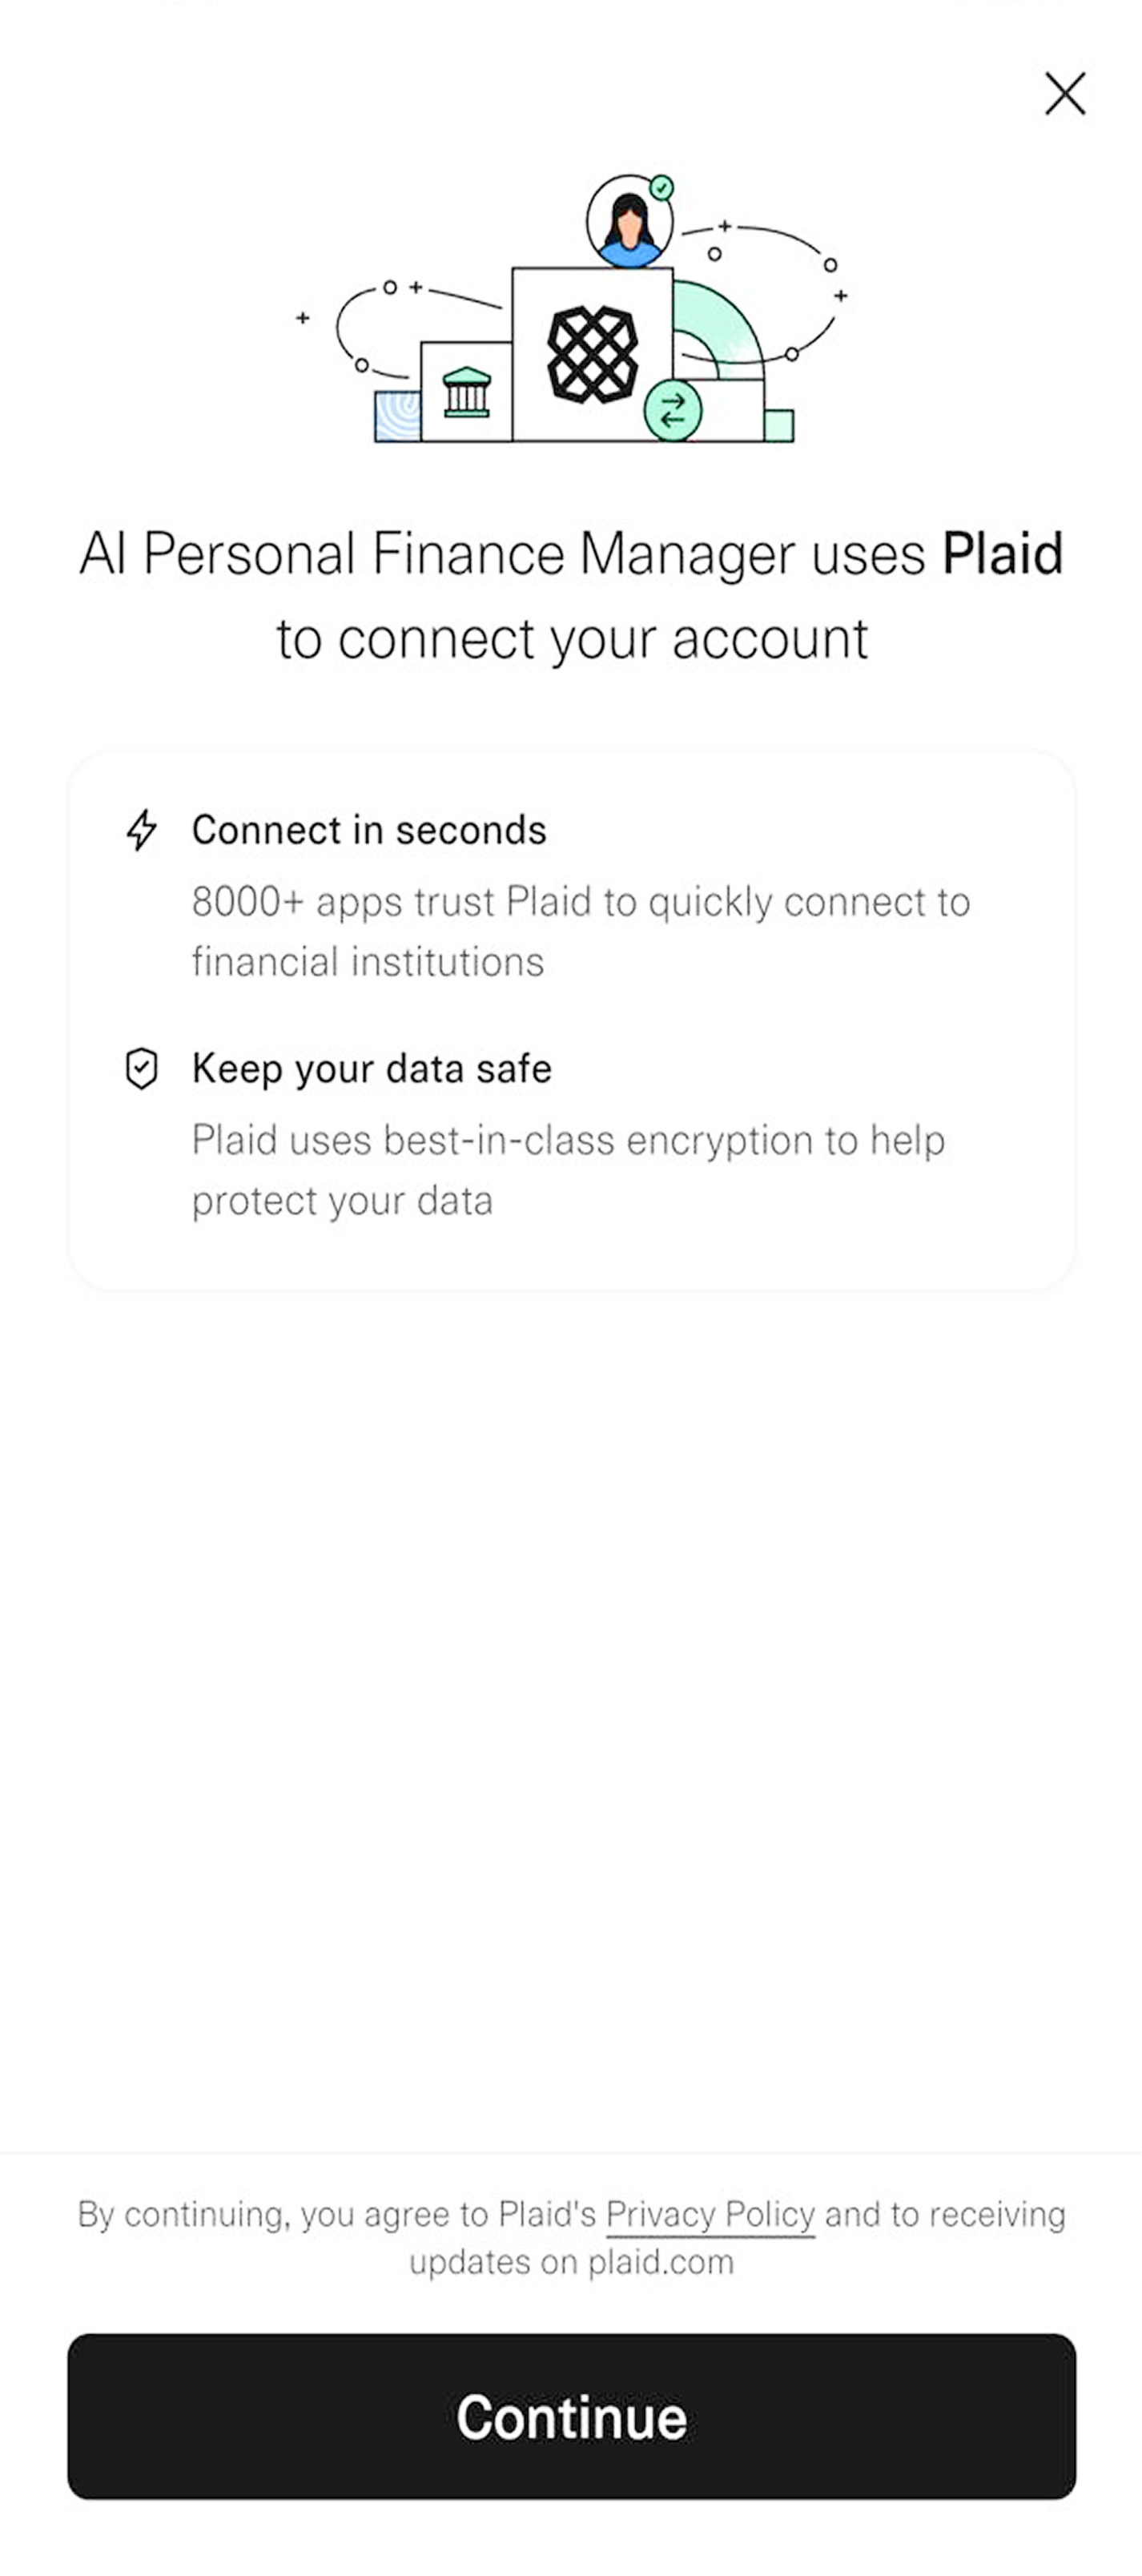 AI Personal Finance Manager uses Plaid
to connect your account
Connect in seconds
8000+ apps trust Plaid to quickly connect to
financial institutions
Keep your data safe
Plaid uses best-in-class encryption to help
protect your data
By continuing, you agree to Plaid's Privacy Policy and to receiving
updates on plaid.com
Continue